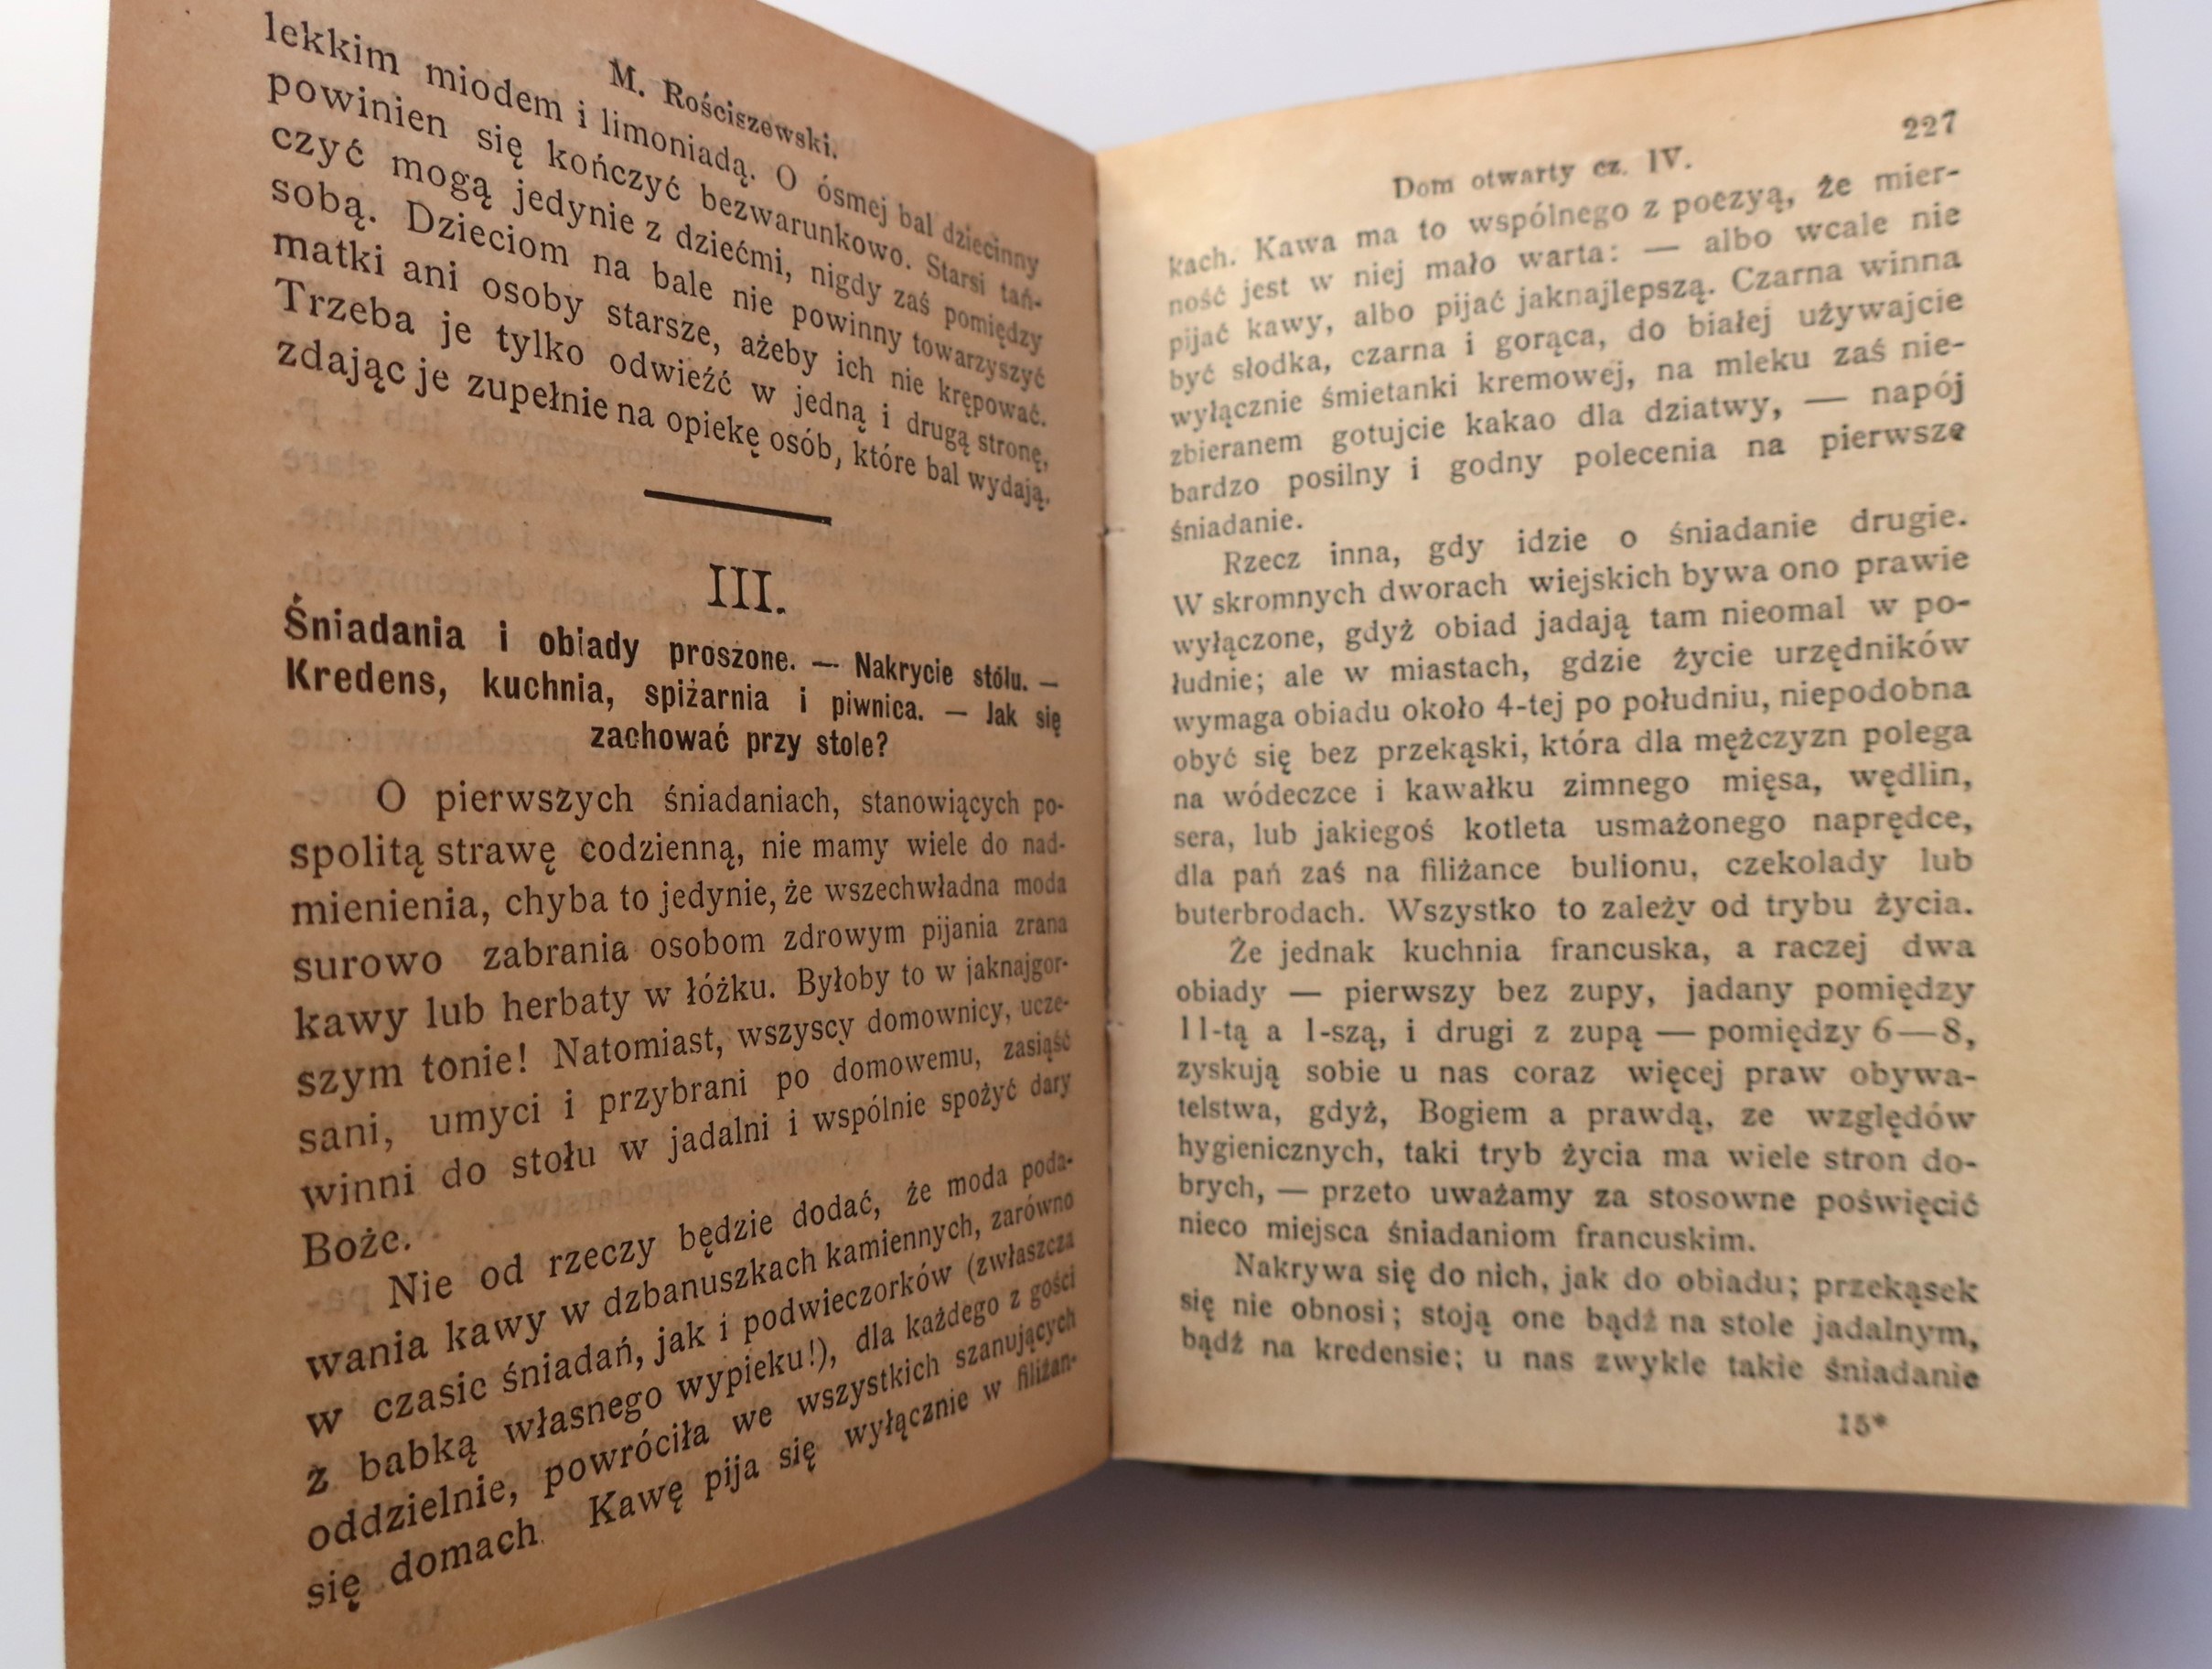 M. Rościszewski.
lekkim miodem i limoniadą. O ósmej bal dziecinny
powinien się kończyć bezwarunkowo. Starsi tań-
czyć mogą jedynie z dziećmi, nigdy zaś pomiędzy
sobą. Dzieciom na bale nie powinny towarzyszyć
matki ani osoby starsze, ażeby ich nie krępować.
Trzeba je tylko odwieźć w jedną i drugą stronę,
zdając je zupełnie na opiekę osób, które bal wydają.
III.
Śniadania i obiady proszone. — Nakrycie stólu. —
Kredens, kuchnia, spiżarnia i piwnica. — Jak się
zachować przy stole?
O pierwszych śniadaniach, stanowiących po-
spolitą strawę codzienną, nie mamy wiele do nad-
mienienia, chyba to jedynie, że wszechwładna moda
surowo zabrania osobom zdrowym pijania zrana
kawy lub herbaty w łóżku. Byłoby to w jaknajgor-
szym tonie! Natomiast, wszyscy domownicy, ucze-
sani, umyci i przybrani po domowemu, zasiąść
winni do stołu w jadalni i wspólnie spożyć dary
Boże.
Nie od rzeczy będzie dodać, że moda poda-
wania kawy w dzbanuszkach kamiennych, zarówno
w czasie śniadań, jak i podwieczorków (zwłaszcza
z babką własnego wypieku!), dla każdego z gości
oddzielnie, powróciła we wszystkich szanujących
się domach. Kawę pija się wyłącznie w filiżan-
Dom otwarty cz. IV. 227
kach. Kawa ma to wspólnego z poezyą, że mier-
ność jest w niej mało warta: — albo wcale nie
pijać kawy, albo pijać jaknajlepszą. Czarna winna
być słodka, czarna i gorąca, do białej używajcie
wyłącznie śmietanki kremowej, na mleku zaś nie-
zbieranem gotujcie kakao dla dziatwy, — napój
bardzo posilny i godny polecenia na pierwsze
śniadanie.
Rzecz inna, gdy idzie o śniadanie drugie.
W skromnych dworach wiejskich bywa ono prawie
wyłączone, gdyż obiad jadają tam nieomal w po-
łudnie; ale w miastach, gdzie życie urzędników
wymaga obiadu około 4-tej po południu, niepodobna
obyć się bez przekąski, która dla mężczyzn polega
na wódeczce i kawałku zimnego mięsa, wędlin,
sera, lub jakiegoś kotleta usmażonego naprędce,
dla pań zaś na filiżance bulionu, czekolady lub
buterbrodach. Wszystko to zależy od trybu życia.
Że jednak kuchnia francuska, a raczej dwa
obiady — pierwszy bez zupy, jadany pomiędzy
11-tą a 1-szą, i drugi z zupą — pomiędzy 6—8,
zyskują sobie u nas coraz więcej praw obywa-
telstwa, gdyż, Bogiem a prawdą, ze względów
hygienicznych, taki tryb życia ma wiele stron do-
brych, — przeto uważamy za stosowne poświęcić
nieco miejsca śniadaniom francuskim.
Nakrywa się do nich, jak do obiadu; przekąsek
się nie obnosi; stoją one bądź na stole jadalnym,
bądź na kredensie; u nas zwykle takie śniadanie
15*